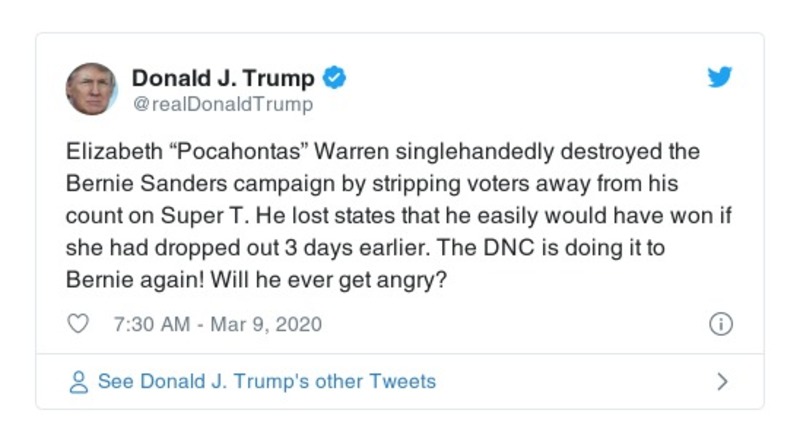 Donald J. Trump
@realDonaldTrump
Elizabeth “Pocahontas” Warren singlehandedly destroyed the
Bernie Sanders campaign by stripping voters away from his
count on Super T. He lost states that he easily would have won if
she had dropped out 3 days earlier. The DNC is doing it to
Bernie again! Will he ever get angry?
7:30 AM - Mar 9, 2020
See Donald J. Trump's other Tweets